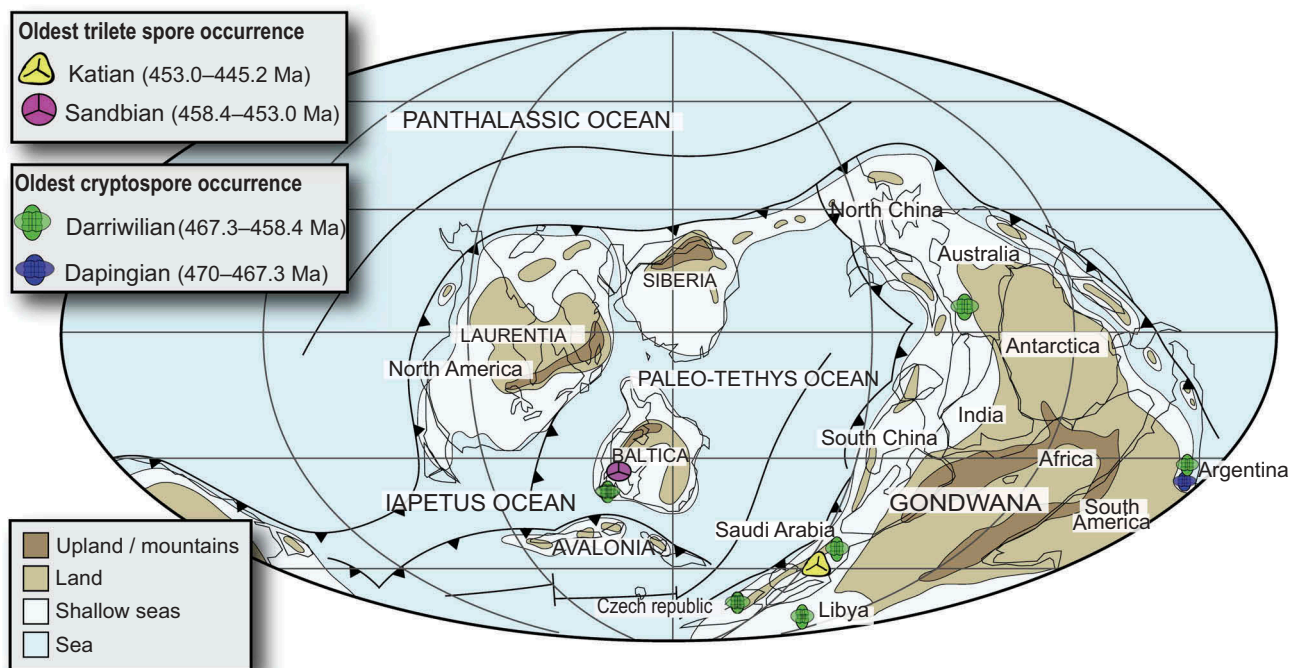 Oldest trilete spore occurrence
Katian (453.0–445.2 Ma)
Sandbian (458.4–453.0 Ma)
Oldest cryptospore occurrence
Darriwilian (467.3–458.4 Ma)
Dapingian (470–467.3 Ma)
PANTHALASSIC OCEAN
North China
Australia
SIBERIA
LAURENTIA
Antarctica
North America
PALEO-TETHYS OCEAN
India
South China
BALTICA
Africa
Argentina
IAPETUS OCEAN
GONDWANA
South
America
Saudi Arabia
AVALONIA
Czech republic
Libya
Upland / mountains
Land
Shallow seas
Sea